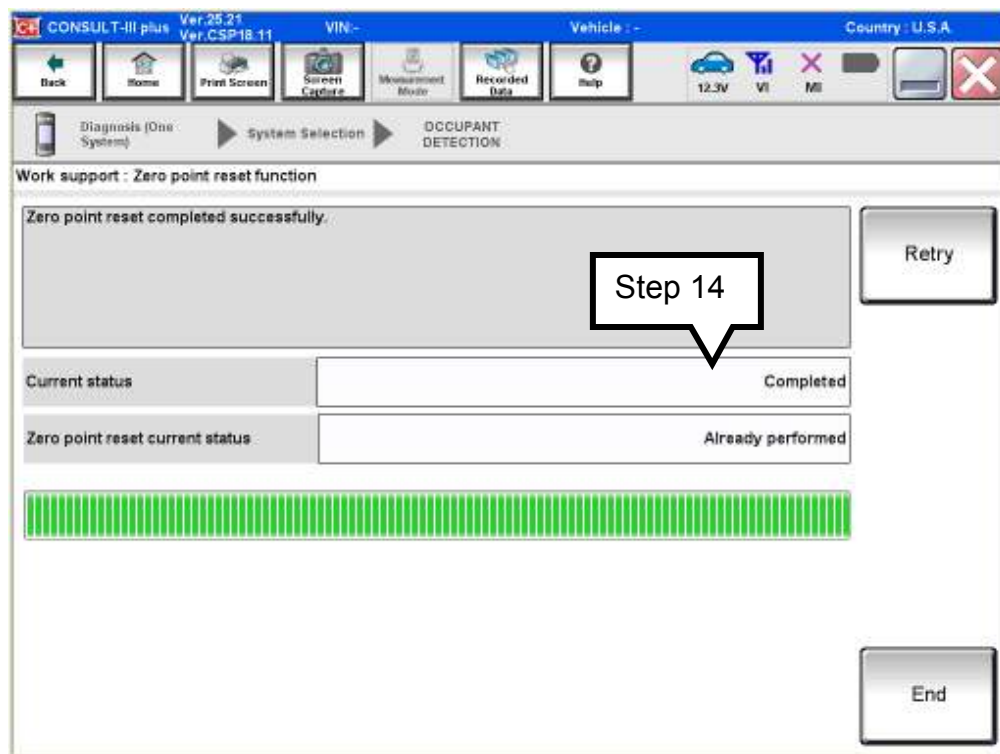 CONSULT-III plus Ver.25.21 VIN:- Vehicle : - Country : U.S.A.
Ver.CSP18.11
Back Home Print Screen Screen Capture Measurement Mode Recorded Data Help 12.3V VI MI
Diagnosis (One System) System Selection OCCUPANT DETECTION
Work support : Zero point reset function
Zero point reset completed successfully.
Retry
Step 14
Current status Completed
Zero point reset current status Already performed
End